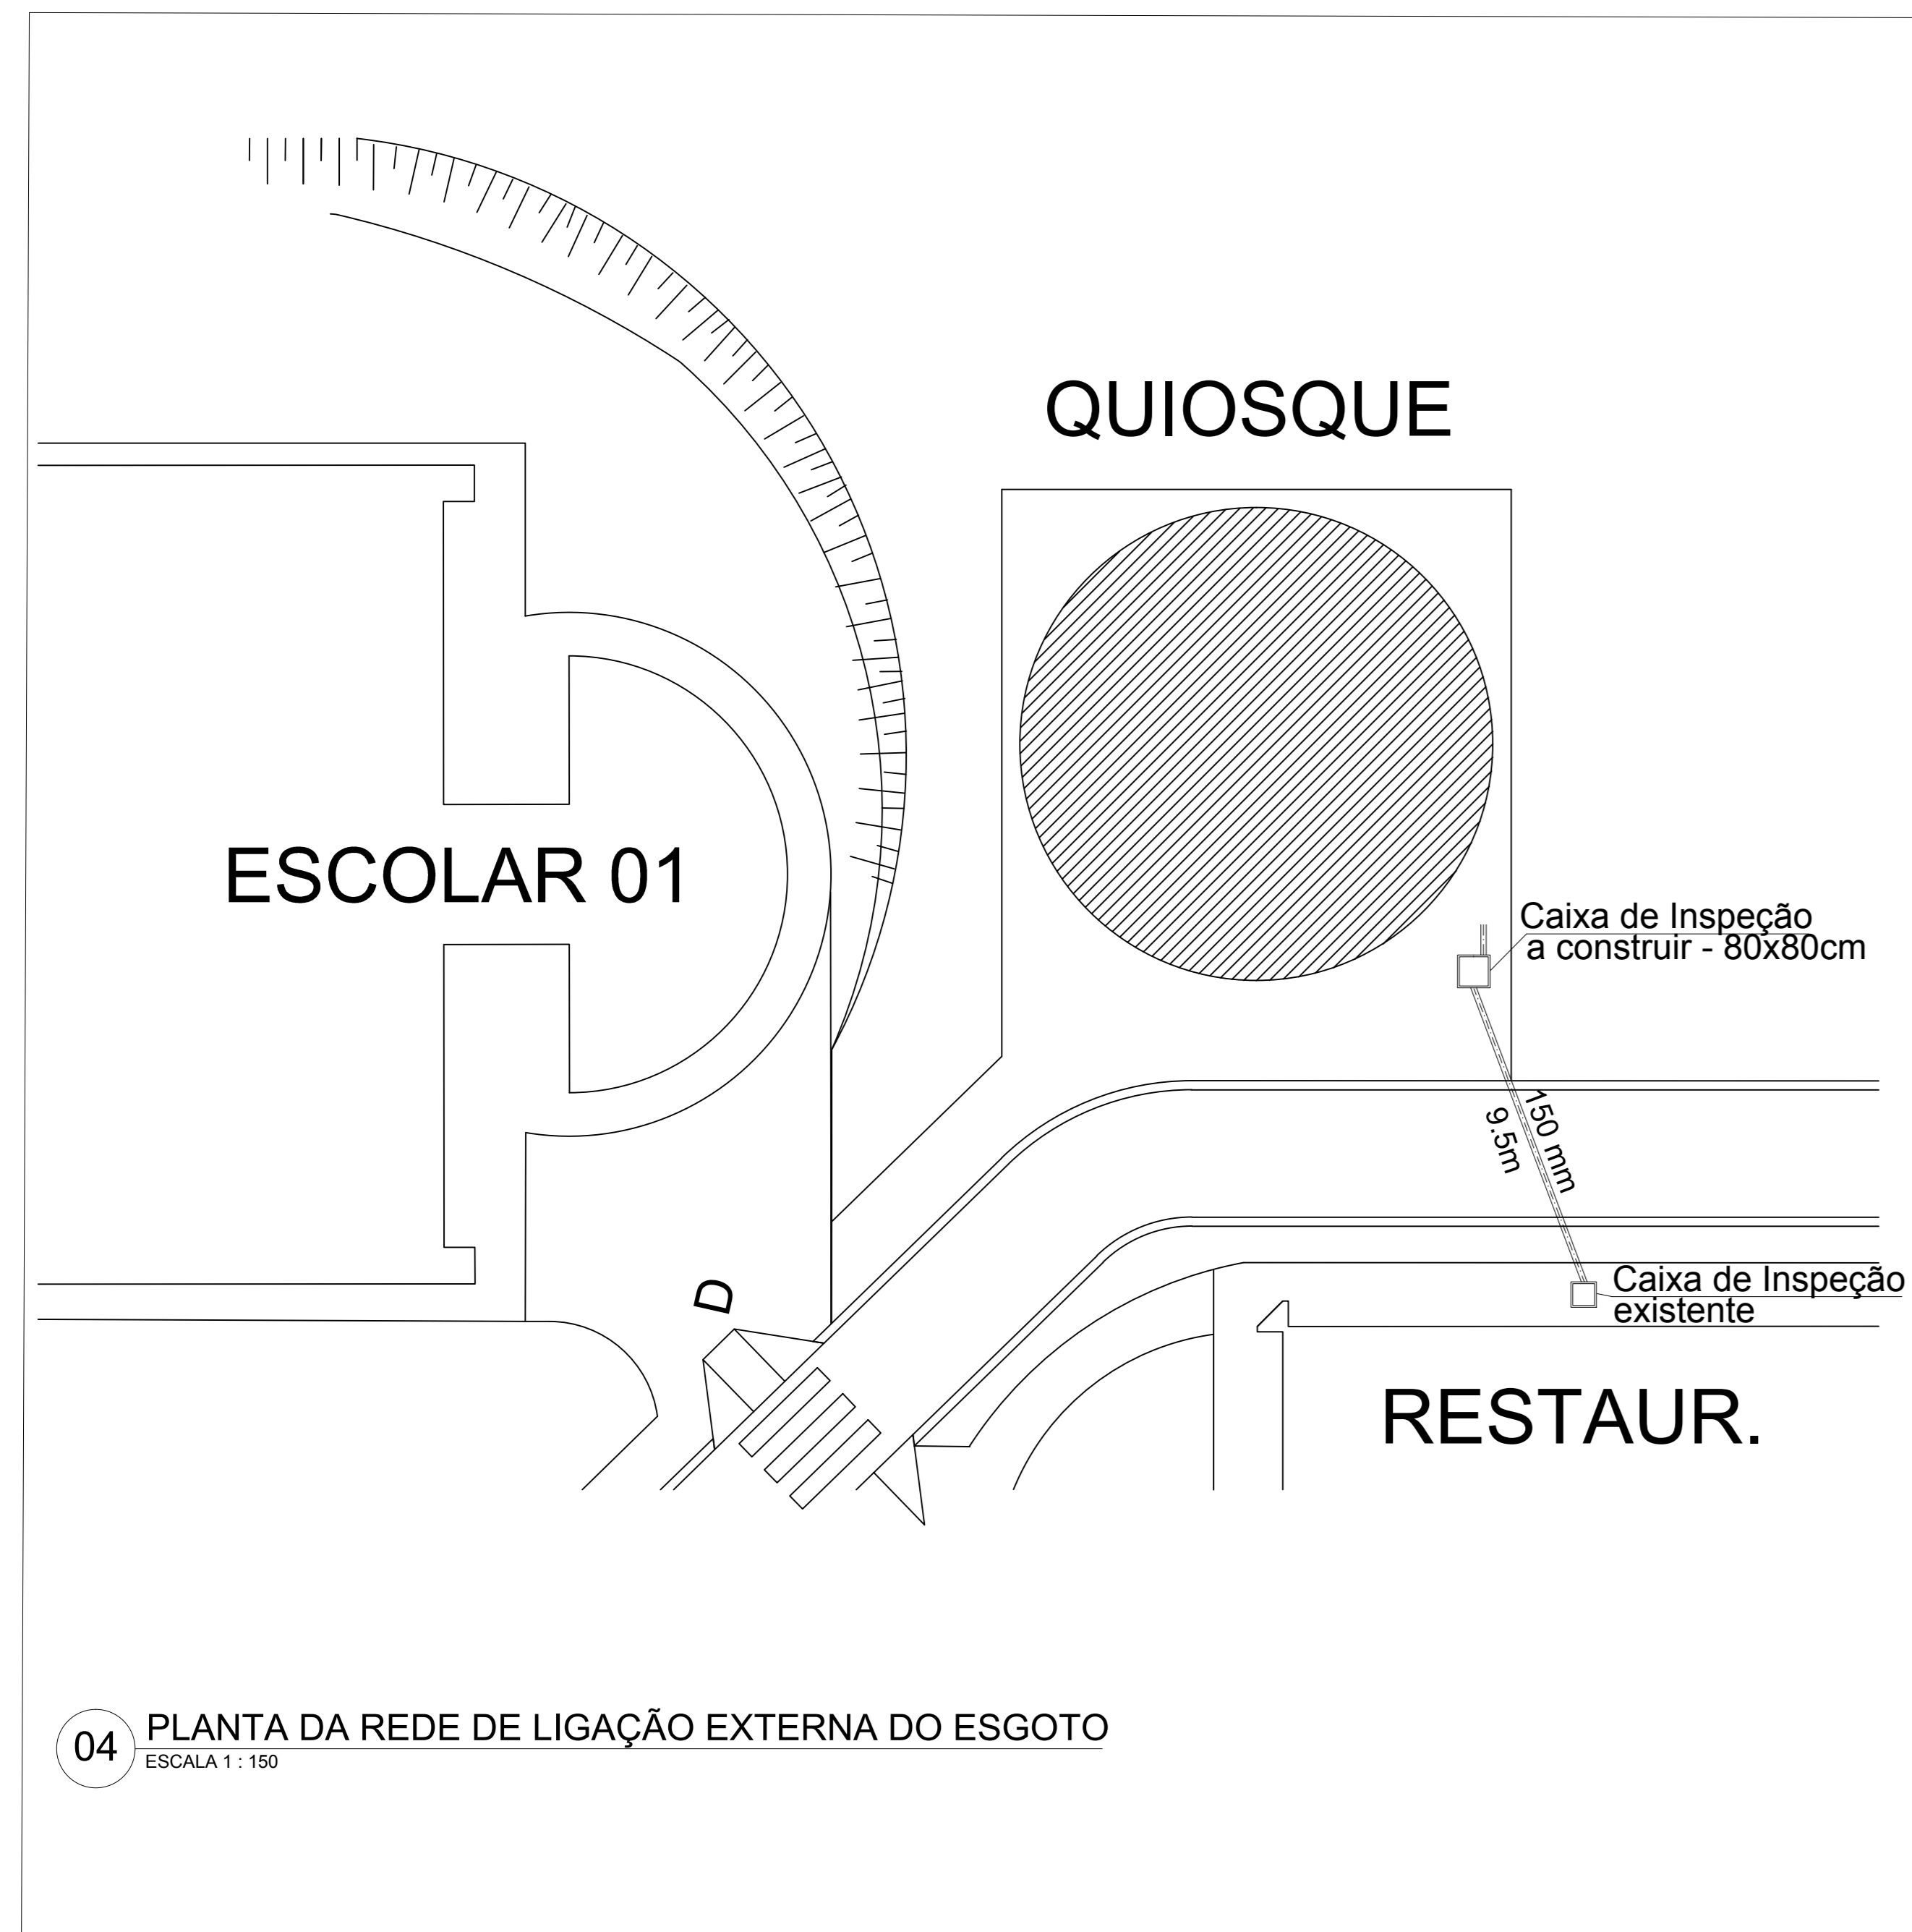 QUIOSQUE
ESCOLAR 01
Caixa de Inspeção
a construir - 80x80cm
150 mm
9.5m
Caixa de Inspeção
existente
D
RESTAUR.
04
PLANTA DA REDE DE LIGAÇÃO EXTERNA DO ESGOTO
ESCALA 1 : 150